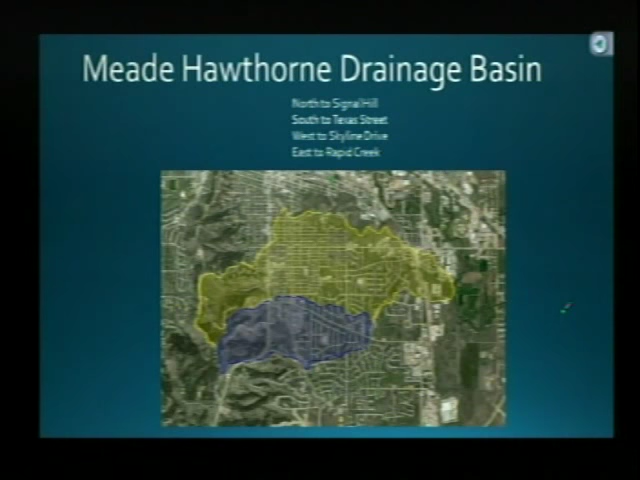 Meade Hawthorne Drainage Basin
North to Signal Hill
South to Texas Street
West to Skyline Drive
East to Rapid Creek